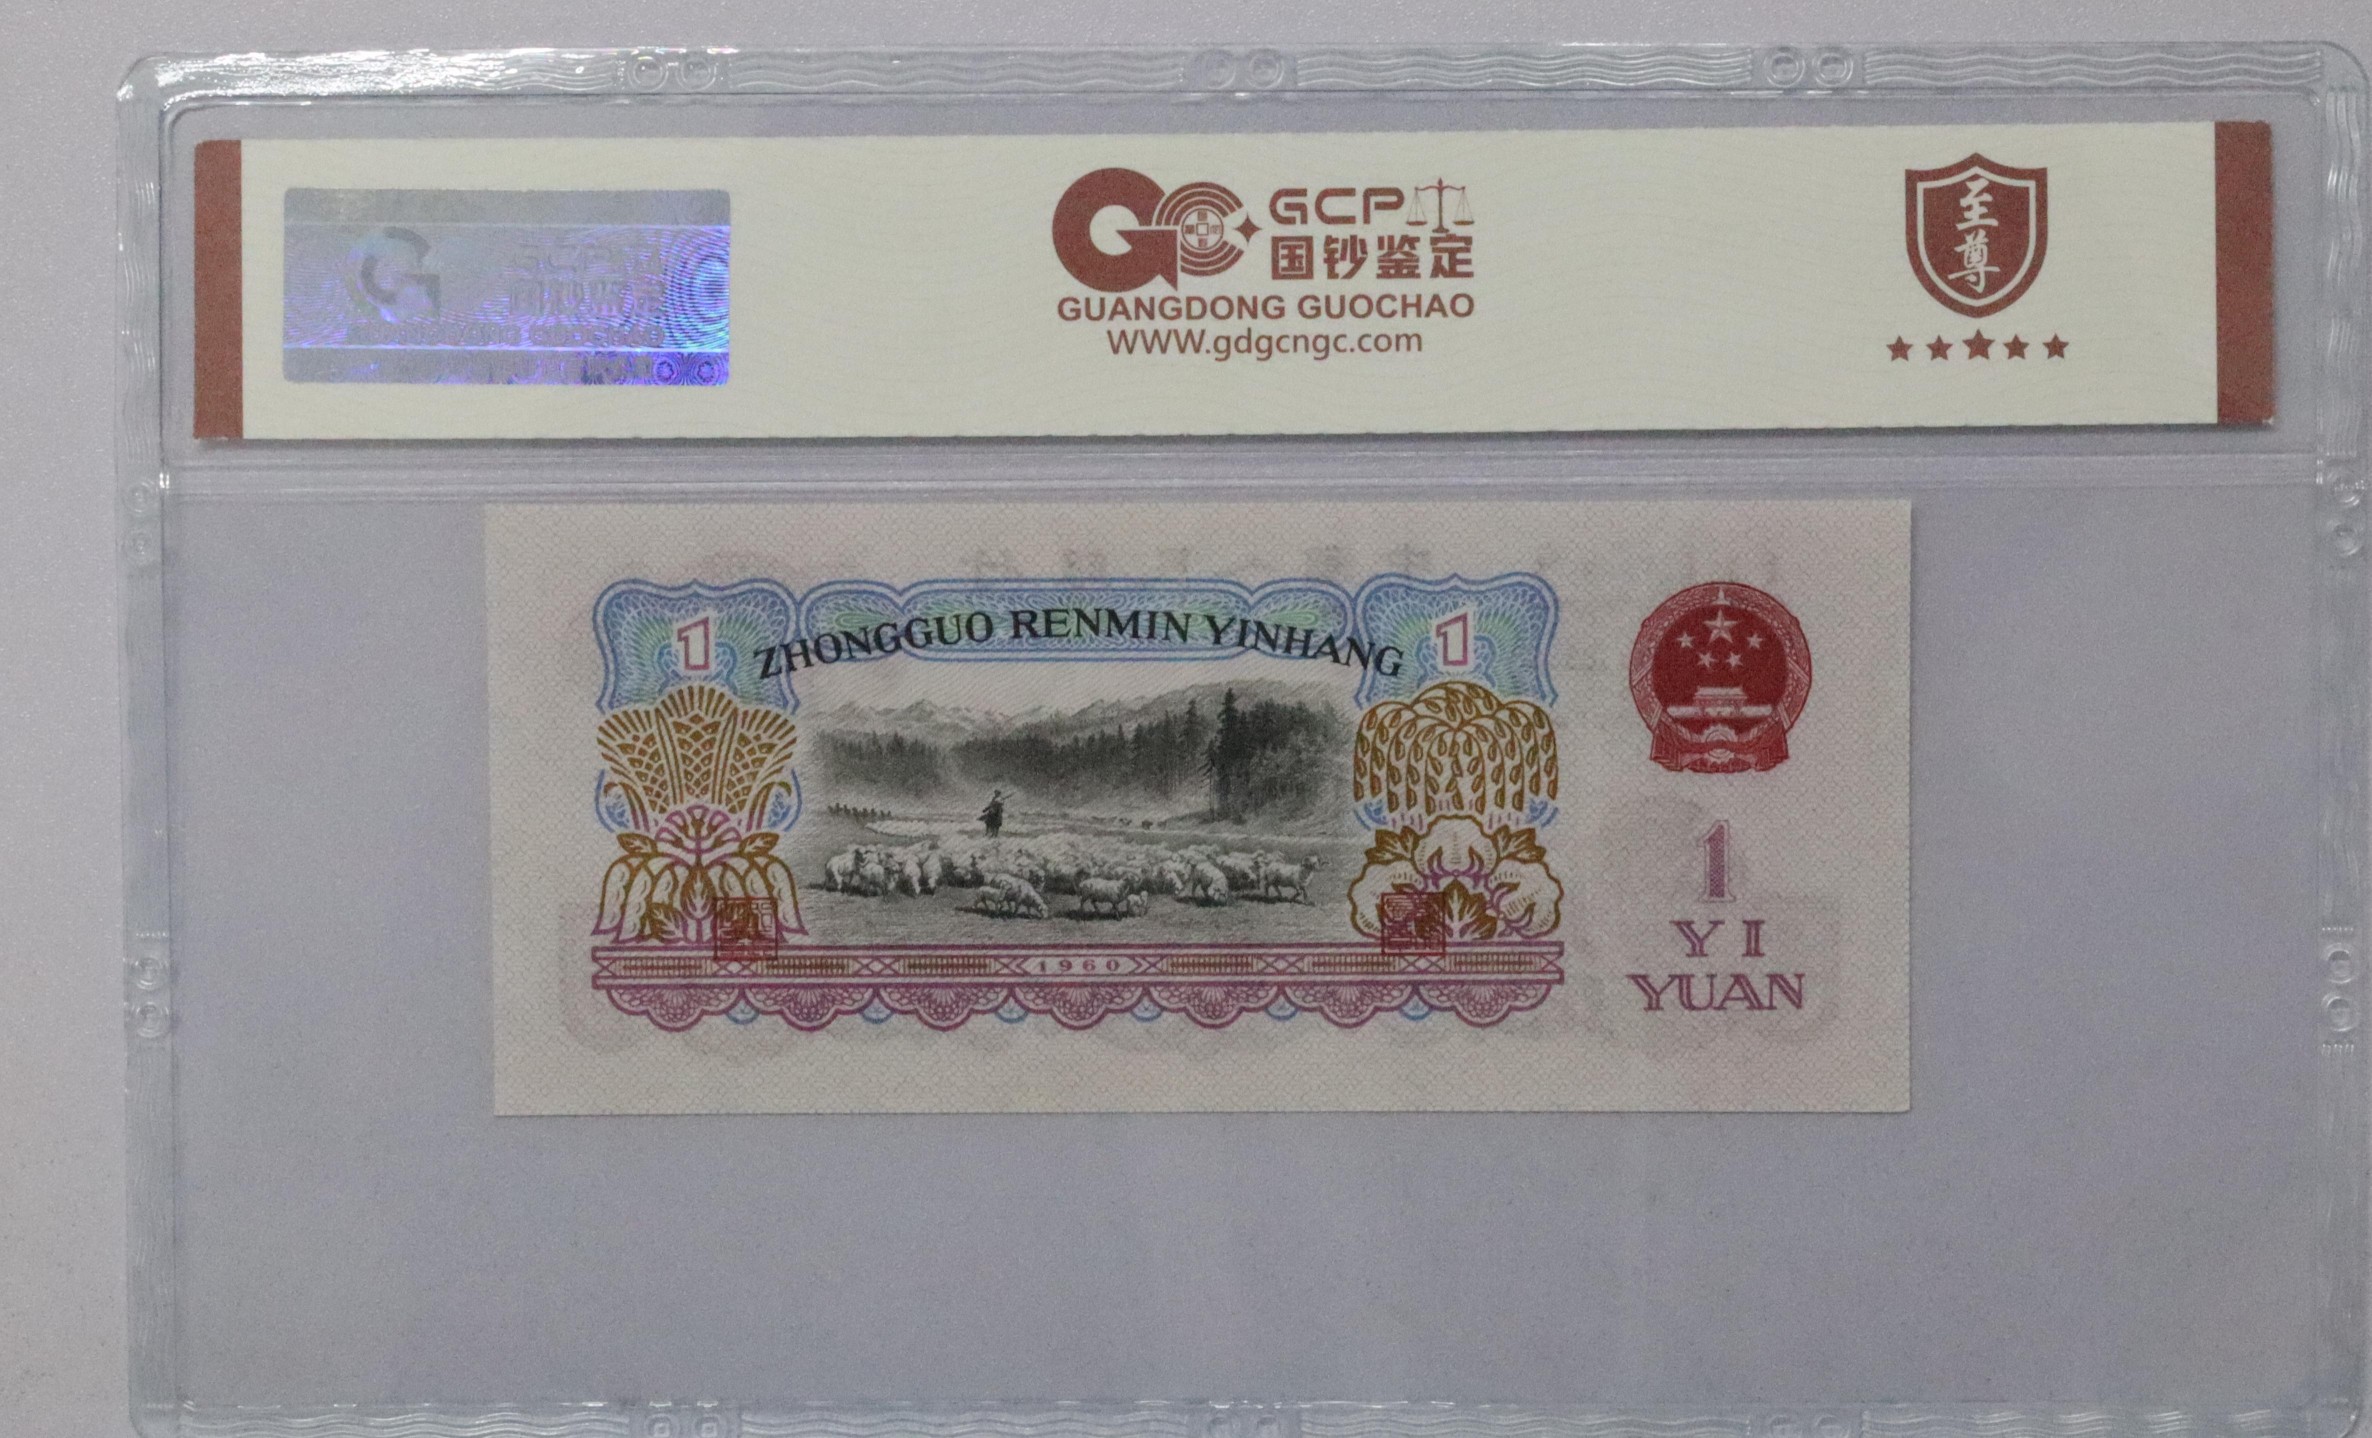 GCP
国钞鉴定
GUANGDONG GUOCHAO
WWW.gdgcngc.com
至尊
ZHONGGUO RENMIN YINHANG
1
1
1
YI
YUAN
1960